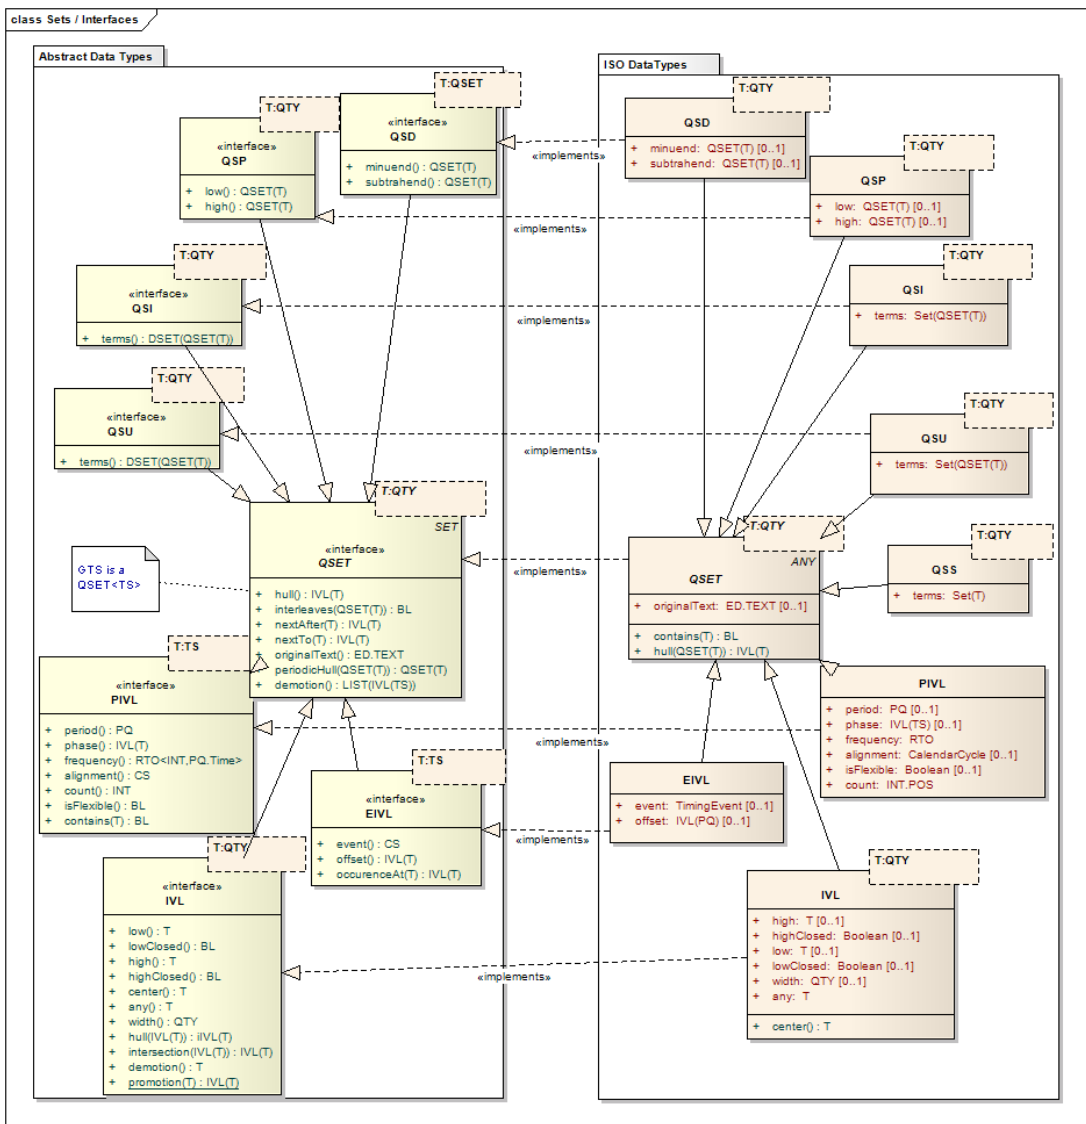 class Sets / Interfaces
Abstract Data Types
T:QTY
«interface»
QSP
+ low() : QSET(T)
+ high() : QSET(T)
T:QSET
«interface»
QSD
+ minuend() : QSET(T)
+ subtrahend() : QSET(T)
T:QTY
«interface»
QSI
+ terms() : DSET(QSET(T))
T:QTY
«interface»
QSU
+ terms() : DSET(QSET(T))
T:QTY
SET
«interface»
QSET
+ hull() : IVL(T)
+ interleaves(QSET(T)) : BL
+ nextAfter(T) : IVL(T)
+ nextTo(T) : IVL(T)
+ originalText() : ED.TEXT
+ periodicHull(QSET(T)) : QSET(T)
+ demotion() : LIST(IVL(TS))
GTS is a
QSET<TS>
T:TS
«interface»
PIVL
+ period() : PQ
+ phase() : IVL(T)
+ frequency() : RTO<INT,PQ.Time>
+ alignment() : CS
+ count() : INT
+ isFlexible() : BL
+ contains(T) : BL
T:TS
«interface»
EIVL
+ event() : CS
+ offset() : IVL(T)
+ occurenceAt(T) : IVL(T)
T:QTY
«interface»
IVL
+ low() : T
+ lowClosed() : BL
+ high() : T
+ highClosed() : BL
+ center() : T
+ any() : T
+ width() : QTY
+ hull(IVL(T)) : iIVL(T)
+ intersection(IVL(T)) : IVL(T)
+ demotion() : T
+ promotion(T) : IVL(T)
«implements»
«implements»
«implements»
«implements»
«implements»
«implements»
«implements»
«implements»
ISO DataTypes
T:QTY
QSD
+ minuend: QSET(T) [0..1]
+ subtrahend: QSET(T) [0..1]
T:QTY
QSP
+ low: QSET(T) [0..1]
+ high: QSET(T) [0..1]
T:QTY
QSI
+ terms: Set(QSET(T))
T:QTY
QSU
+ terms: Set(QSET(T))
T:QTY
QSS
+ terms: Set(T)
T:QTY
ANY
QSET
+ originalText: ED.TEXT [0..1]
+ contains(T) : BL
+ hull(QSET(T)) : IVL(T)
PIVL
+ period: PQ [0..1]
+ phase: IVL(TS) [0..1]
+ frequency: RTO
+ alignment: CalendarCycle [0..1]
+ isFlexible: Boolean [0..1]
+ count: INT.POS
EIVL
+ event: TimingEvent [0..1]
+ offset: IVL(PQ) [0..1]
T:QTY
IVL
+ high: T [0..1]
+ highClosed: Boolean [0..1]
+ low: T [0..1]
+ lowClosed: Boolean [0..1]
+ width: QTY [0..1]
+ any: T
+ center() : T